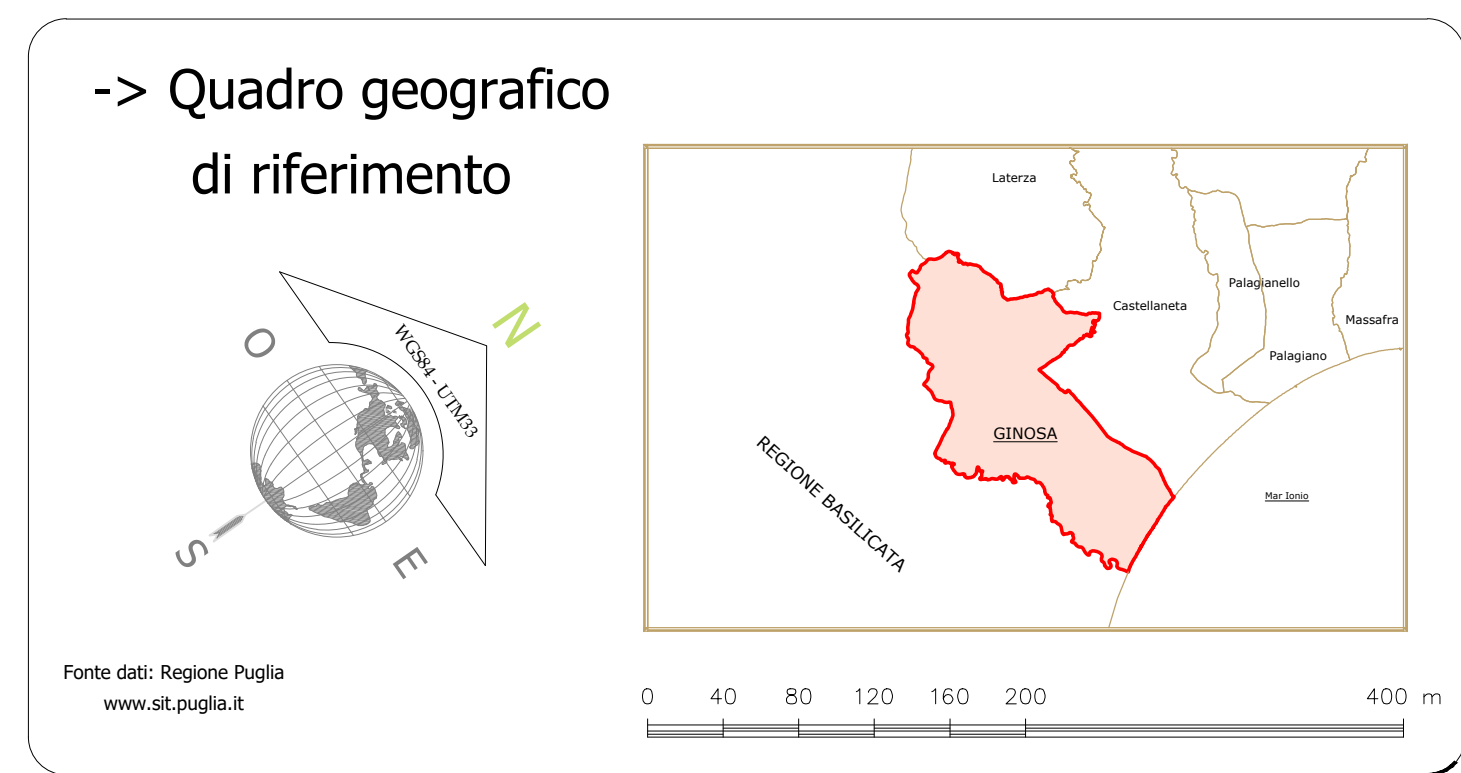 -> Quadro geografico
di riferimento
O
N
WGS84 - UTM33
S
E
Fonte dati: Regione Puglia
www.sit.puglia.it
Laterza
Castellaneta
Palagianello
Massafra
Palagiano
GINOSA
REGIONE BASILICATA
Mar Ionio
0 40 80 120 160 200 400 m